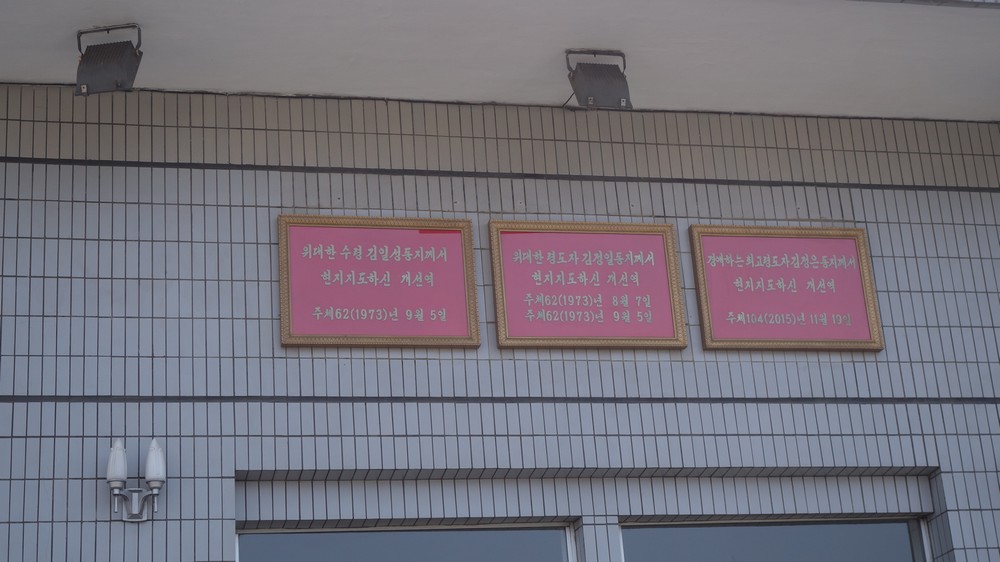 위대한 수령 김일성동지께서
현지지도하신 개선역
주체62(1973)년 9월 5일
위대한 령도자 김정일동지께서
현지지도하신 개선역
주체62(1973)년 8월 7일
주체62(1973)년 9월 5일
경애하는 최고령도자 김정은동지께서
현지지도하신 개선역
주체104(2015)년 11월 19일